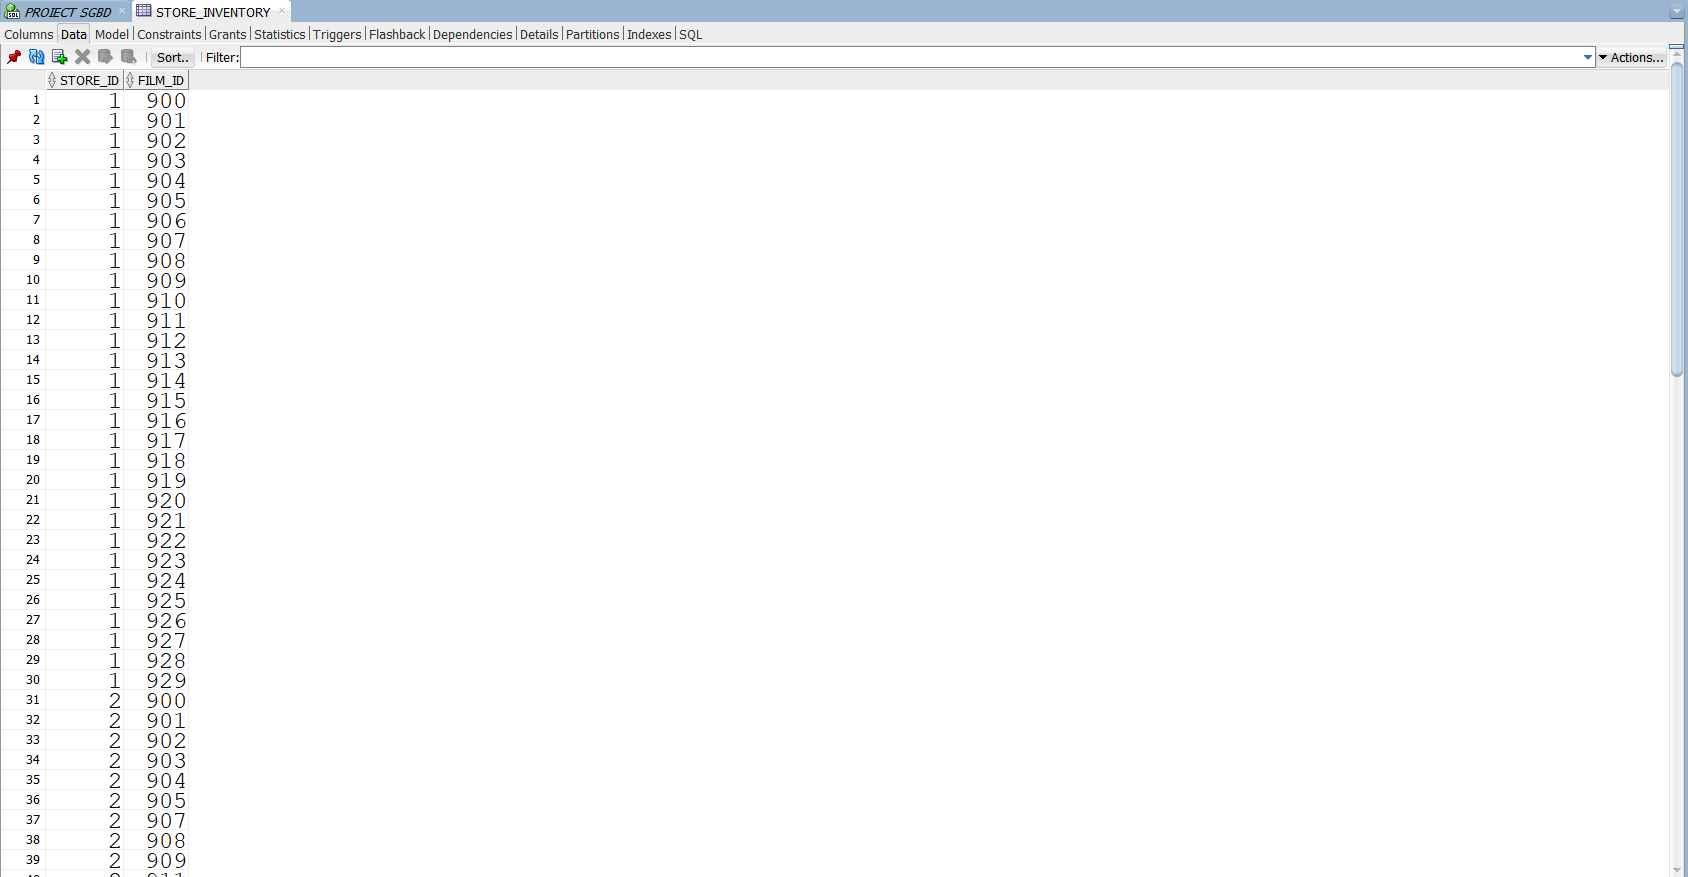 PROIECT SGBD STORE_INVENTORY
Columns Data Model Constraints Grants Statistics Triggers Flashback Dependencies Details Partitions Indexes SQL
Sort.. Filter: Actions...
STORE_ID FILM_ID
1 1 900
2 1 901
3 1 902
4 1 903
5 1 904
6 1 905
7 1 906
8 1 907
9 1 908
10 1 909
11 1 910
12 1 911
13 1 912
14 1 913
15 1 914
16 1 915
17 1 916
18 1 917
19 1 918
20 1 919
21 1 920
22 1 921
23 1 922
24 1 923
25 1 924
26 1 925
27 1 926
28 1 927
29 1 928
30 1 929
31 2 900
32 2 901
33 2 902
34 2 903
35 2 904
36 2 905
37 2 907
38 2 908
39 2 909